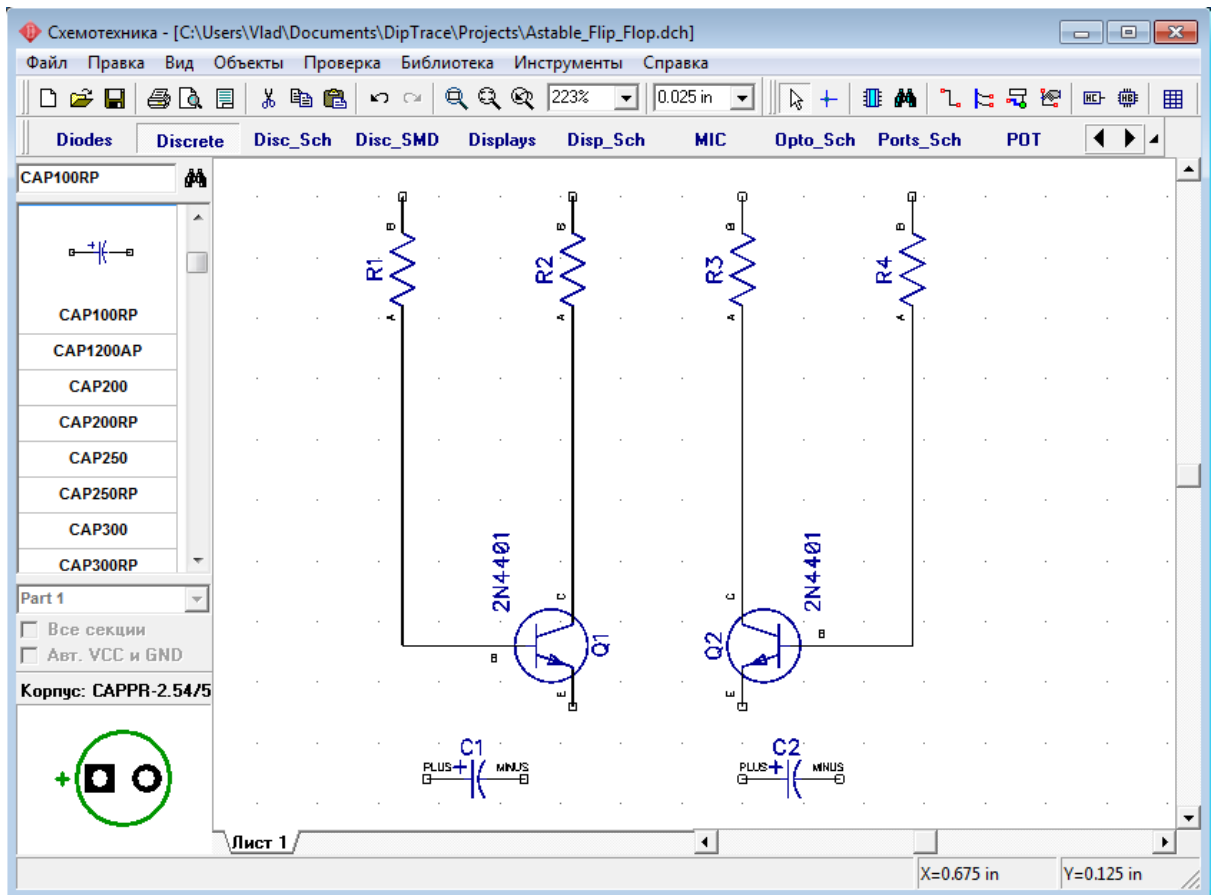 Схемотехника - [C:\Users\Vlad\Documents\DipTrace\Projects\Astable_Flip_Flop.dch]
Файл Правка Вид Объекты Проверка Библиотека Инструменты Справка
223% 0.025 in
Diodes Discrete Disc_Sch Disc_SMD Displays Disp_Sch MIC Opto_Sch Ports_Sch POT
CAP100RP
CAP100RP
CAP1200AP
CAP200
CAP200RP
CAP250
CAP250RP
CAP300
CAP300RP
Part 1
Все секции
Авт. VCC и GND
Корпус: CAPPR-2.54/5
+
B B B B
R1 R2 R3 R4
A A A A
2N4401 2N4401
C C
Q1 Q2
B B
E E
C1 C2
PLUS + MINUS PLUS + MINUS
Лист 1
X=0.675 in Y=0.125 in